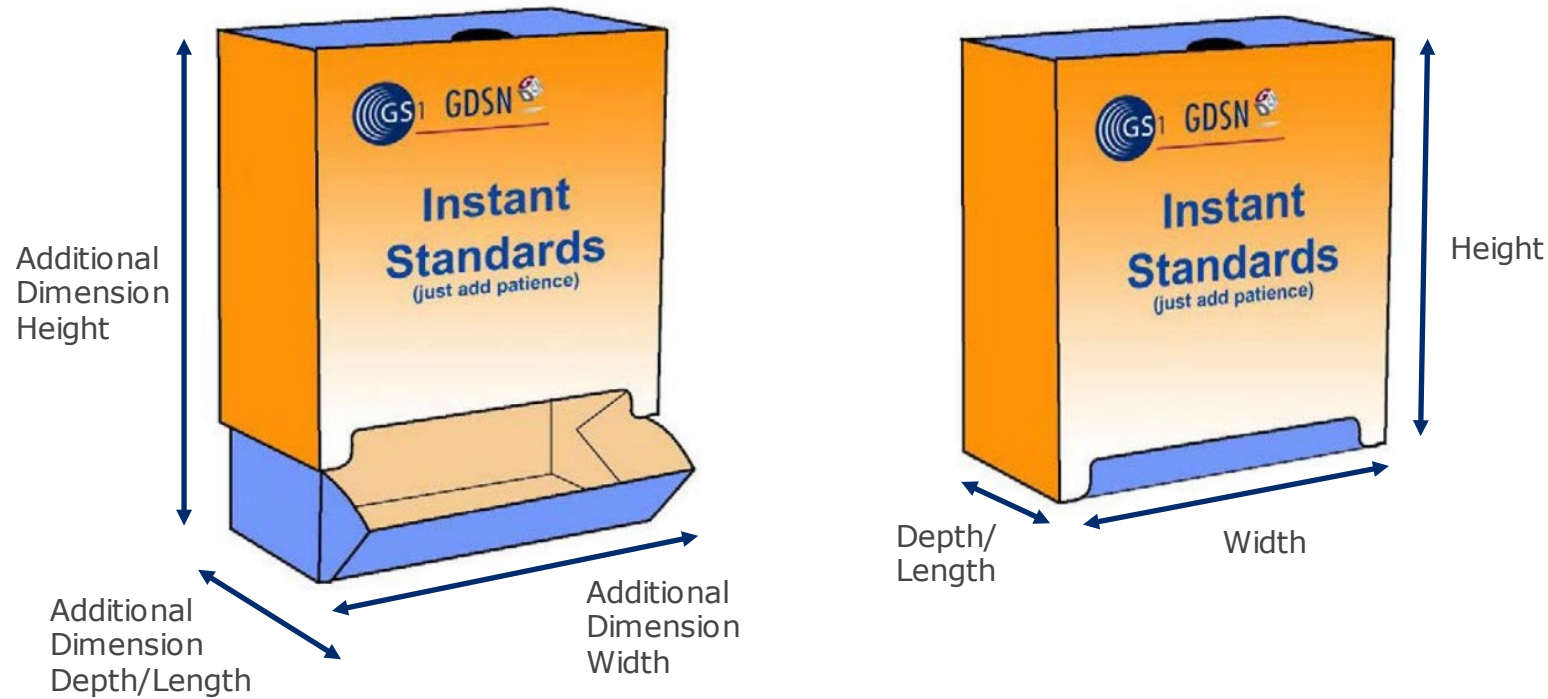 GS1 GDSN
Instant
Standards
(just add patience)
Additional
Dimension
Height
Additional
Dimension
Depth/Length
Additional
Dimension
Width
GS1 GDSN
Instant
Standards
(just add patience)
Height
Depth/
Length
Width